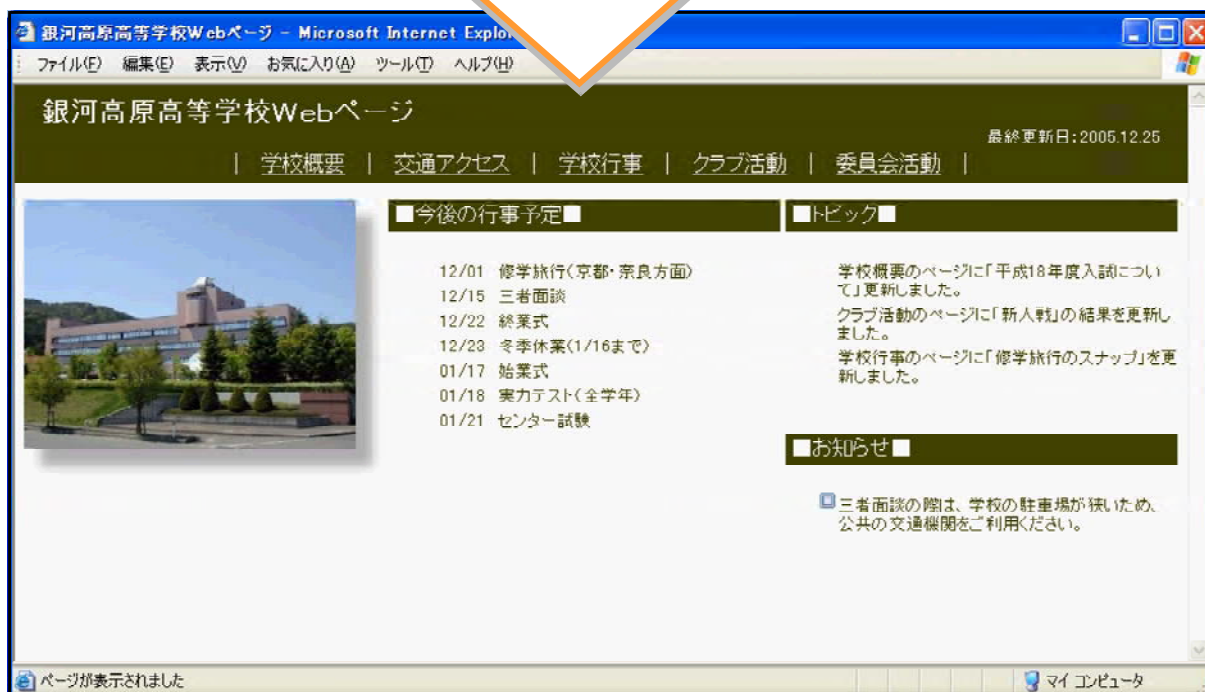 銀河高原高等学校Webページ - Microsoft Internet Explo
ファイル(F) 編集(E) 表示(V) お気に入り(A) ツール(T) ヘルプ(H)
銀河高原高等学校Webページ
最終更新日:2005.12.25
| 学校概要 | 交通アクセス | 学校行事 | クラブ活動 | 委員会活動 |
■今後の行事予定■
12/01 修学旅行(京都・奈良方面)
12/15 三者面談
12/22 終業式
12/23 冬季休業(1/16まで)
01/17 始業式
01/18 実力テスト(全学年)
01/21 センター試験
■トピック■
学校概要のページに「平成18年度入試につい
て」更新しました。
クラブ活動のページに「新人戦」の結果を更新し
ました。
学校行事のページに「修学旅行のスナップ」を更
新しました。
■お知らせ■
三者面談の際は、学校の駐車場が狭いため、
公共の交通機関をご利用ください。
ページが表示されました
マイ コンピュータ